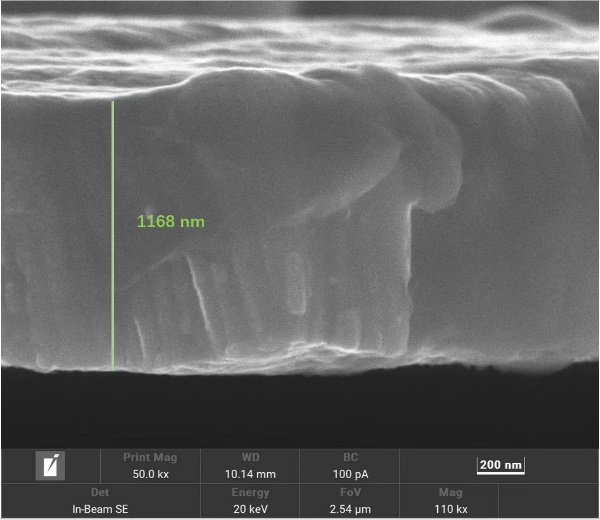 1168 nm
Print Mag WD BC
50.0 kx 10.14 mm 100 pA 200 nm
Det Energy FoV Mag
In-Beam SE 20 keV 2.54 µm 110 kx